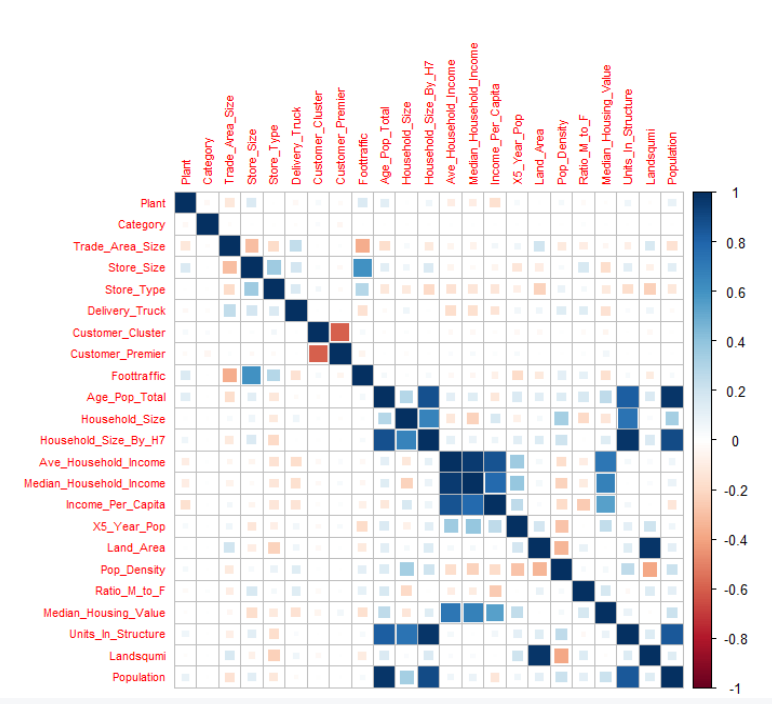 Plant
Category
Trade_Area_Size
Store_Size
Store_Type
Delivery_Truck
Customer_Cluster
Customer_Premier
Foottraffic
Age_Pop_Total
Household_Size
Household_Size_By_H7
Ave_Household_Income
Median_Household_Income
Income_Per_Capita
X5_Year_Pop
Land_Area
Pop_Density
Ratio_M_to_F
Median_Housing_Value
Units_In_Structure
Landsqumi
Population
Plant
Category
Trade_Area_Size
Store_Size
Store_Type
Delivery_Truck
Customer_Cluster
Customer_Premier
Foottraffic
Age_Pop_Total
Household_Size
Household_Size_By_H7
Ave_Household_Income
Median_Household_Income
Income_Per_Capita
X5_Year_Pop
Land_Area
Pop_Density
Ratio_M_to_F
Median_Housing_Value
Units_In_Structure
Landsqumi
Population
1
0.8
0.6
0.4
0.2
0
-0.2
-0.4
-0.6
-0.8
-1